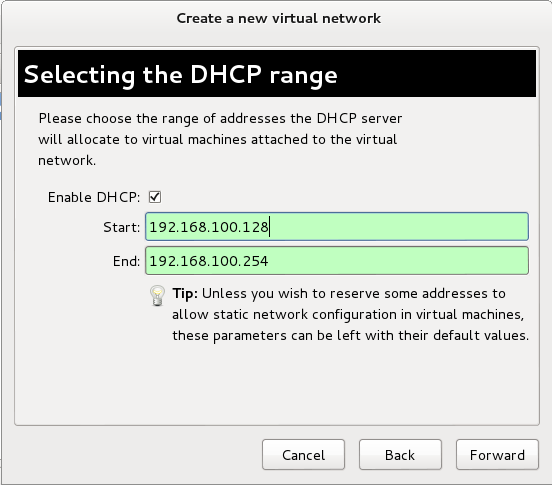 Create a new virtual network
Selecting the DHCP range
Please choose the range of addresses the DHCP server
will allocate to virtual machines attached to the virtual
network.
Enable DHCP:
Start: 192.168.100.128
End: 192.168.100.254
Tip: Unless you wish to reserve some addresses to
allow static network configuration in virtual machines,
these parameters can be left with their default values.
Cancel Back Forward